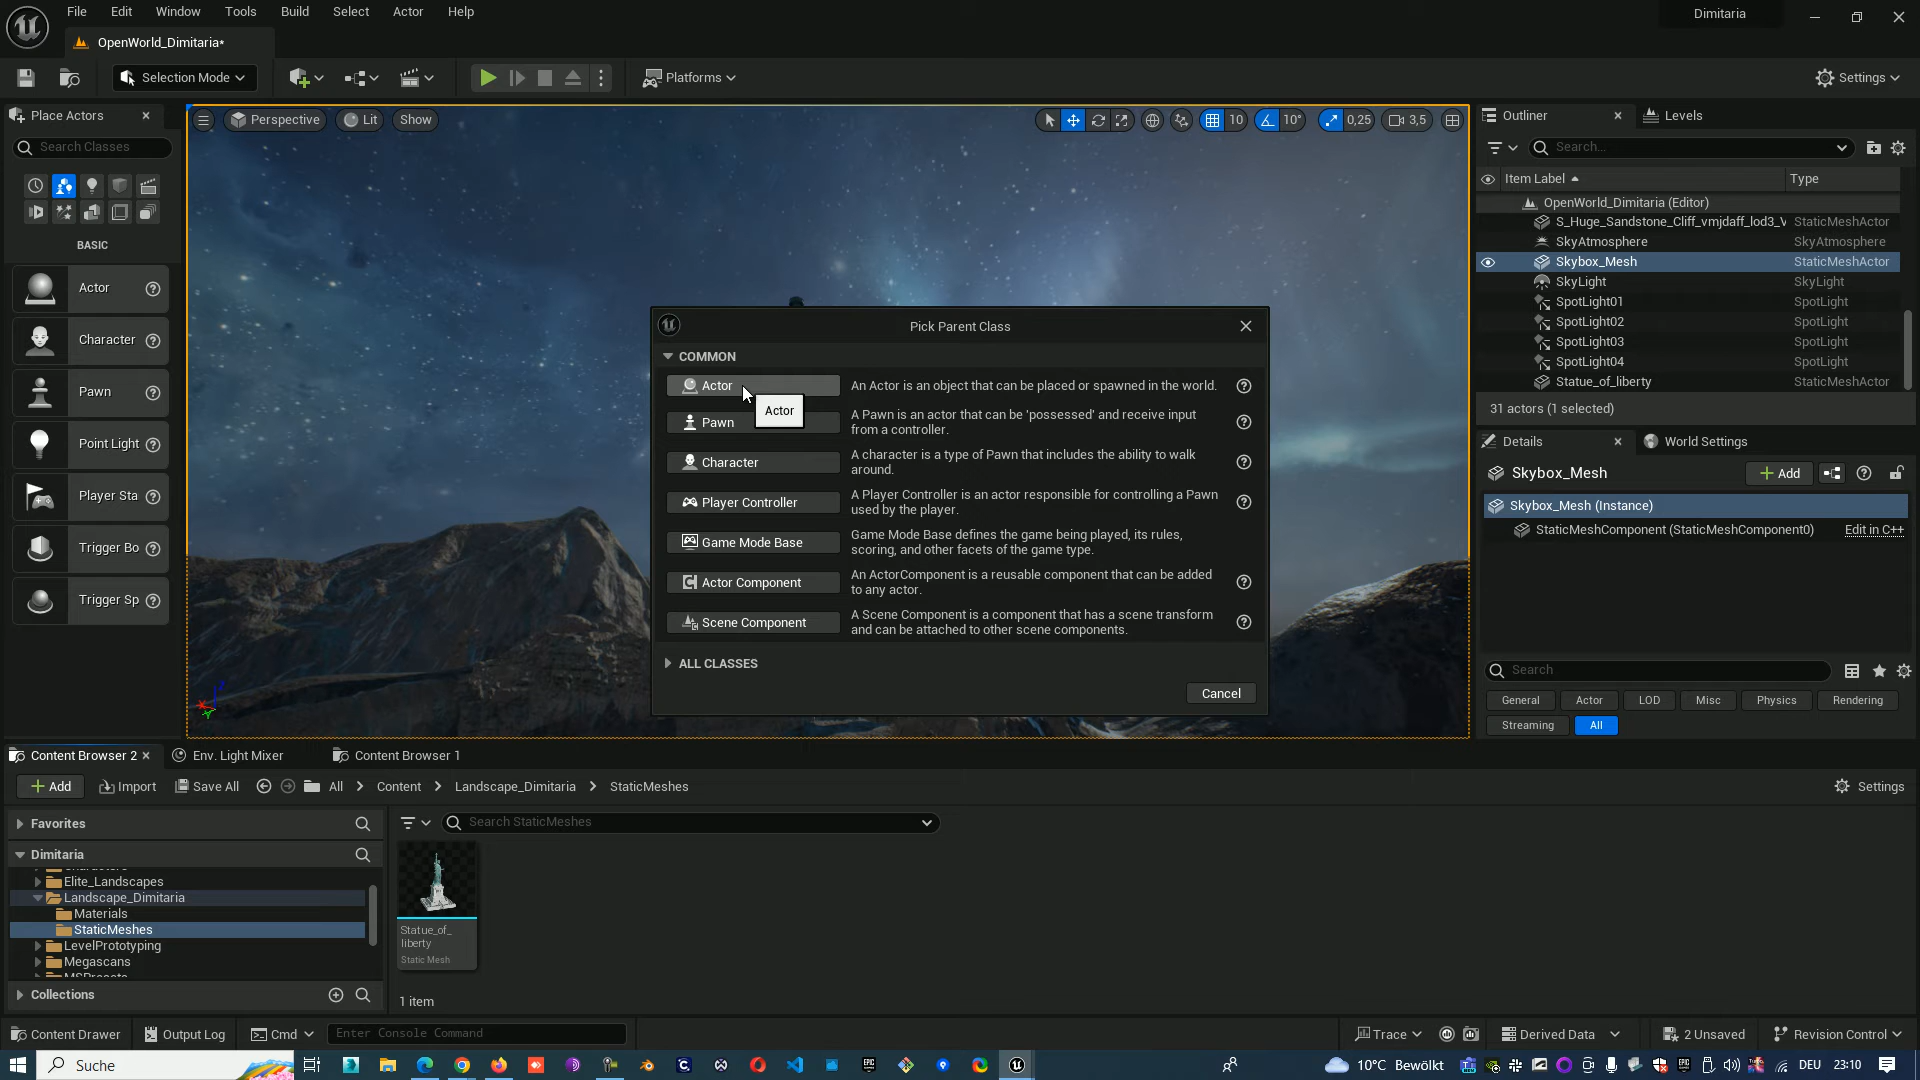 File Edit Window Tools Build Select Actor Help
Dimitaria
OpenWorld_Dimitaria*
Selection Mode
Platforms
Settings
Place Actors
Search Classes
BASIC
Actor
Character
Pawn
Point Light
Player Sta
Trigger Bo
Trigger Sp
Perspective
Lit
Show
10
10°
0,25
3,5
Pick Parent Class
COMMON
Actor
An Actor is an object that can be placed or spawned in the world.
Actor
Pawn
A Pawn is an actor that can be 'possessed' and receive input
from a controller.
Character
A character is a type of Pawn that includes the ability to walk
around.
Player Controller
A Player Controller is an actor responsible for controlling a Pawn
used by the player.
Game Mode Base
Game Mode Base defines the game being played, its rules,
scoring, and other facets of the game type.
Actor Component
An ActorComponent is a reusable component that can be added
to any actor.
Scene Component
A Scene Component is a component that has a scene transform
and can be attached to other scene components.
ALL CLASSES
Cancel
Outliner
Levels
Search...
Item Label
Type
OpenWorld_Dimitaria (Editor)
S_Huge_Sandstone_Cliff_vmjdaff_lod3_V StaticMeshActor
SkyAtmosphere SkyAtmosphere
Skybox_Mesh StaticMeshActor
SkyLight SkyLight
SpotLight01 SpotLight
SpotLight02 SpotLight
SpotLight03 SpotLight
SpotLight04 SpotLight
Statue_of_liberty StaticMeshActor
31 actors (1 selected)
Details
World Settings
Skybox_Mesh
Add
Skybox_Mesh (Instance)
StaticMeshComponent (StaticMeshComponent0) Edit in C++
Search
General Actor LOD Misc Physics Rendering
Streaming All
Content Browser 2
Env. Light Mixer
Content Browser 1
Add
Import
Save All
All > Content > Landscape_Dimitaria > StaticMeshes
Settings
Favorites
Dimitaria
Elite_Landscapes
Landscape_Dimitaria
Materials
StaticMeshes
LevelPrototyping
Megascans
MSPresets
Collections
Search StaticMeshes
Statue_of_
liberty
Static Mesh
1 item
Content Drawer
Output Log
Cmd
Enter Console Command
Trace
Derived Data
2 Unsaved
Revision Control
Suche
10°C Bewölkt
DEU
23:10